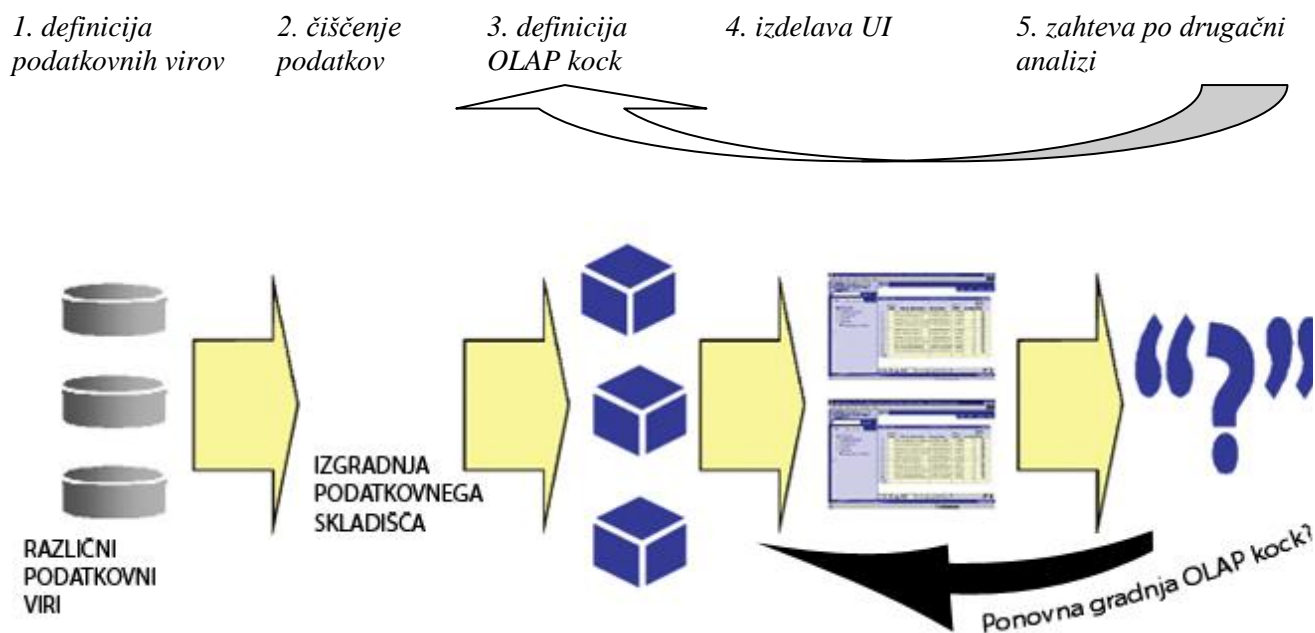 1. definicija
podatkovnih virov
2. čiščenje
podatkov
3. definicija
OLAP kock
4. izdelava UI
5. zahteva po drugačni
analizi
RAZLIČNI
PODATKOVNI
VIRI
IZGRADNJA
PODATKOVNEGA
SKLADIŠČA
“?”
Ponovna gradnja OLAP kock?